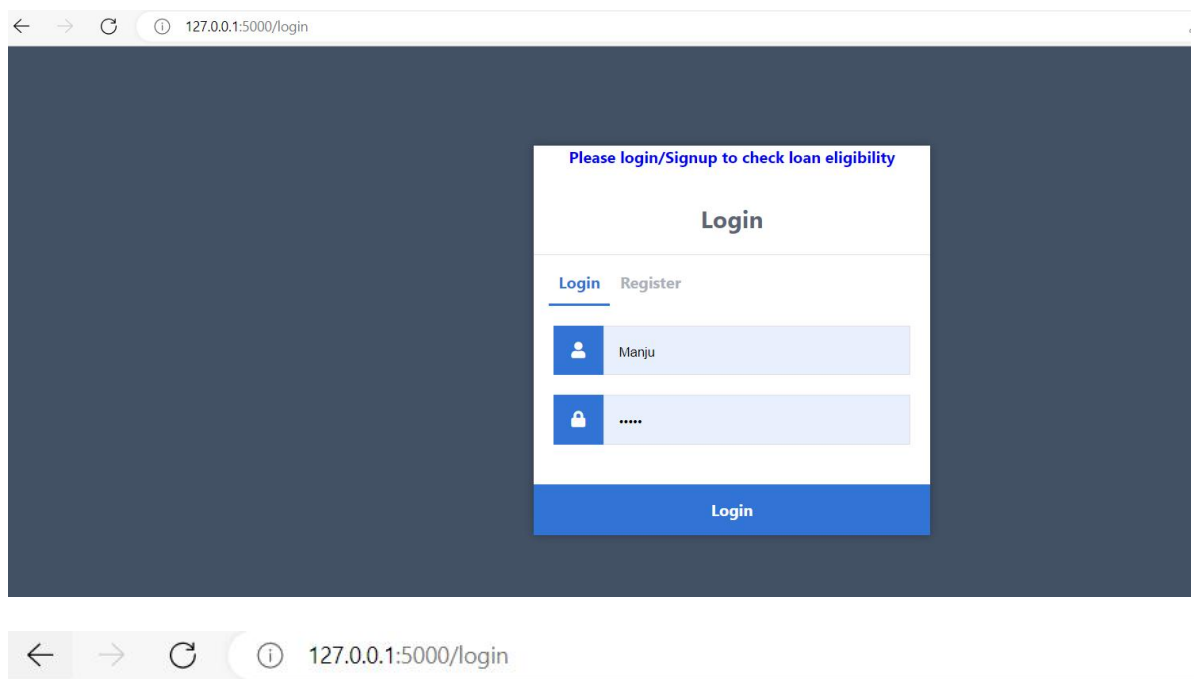 127.0.0.1:5000/login
Please login/Signup to check loan eligibility
Login
Login Register
Manju
•••••
Login
127.0.0.1:5000/login